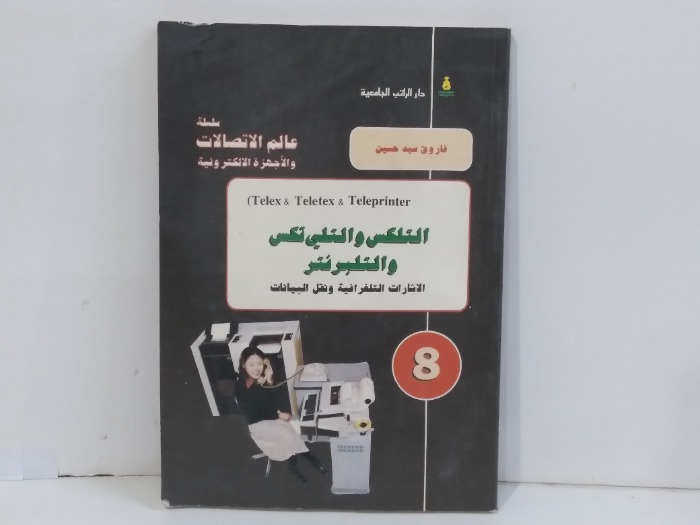 دار الراتب الجامعية
سلسلة
عالم الاتصالات
والأجهزة الالكترونية
فاروق سيد حسين
(Telex & Teletex & Teleprinter
التلكس والتلي تكس
والتلبرنتر
الاشارات التلغرافية ونقل البيانات
8